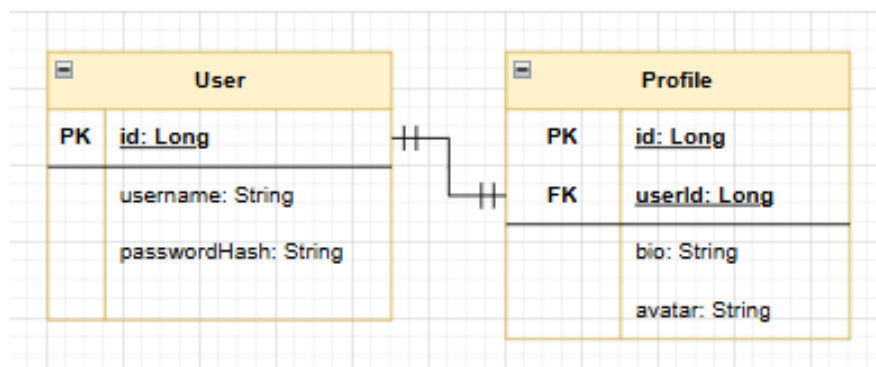 User
PK id: Long
username: String
passwordHash: String
Profile
PK id: Long
FK userId: Long
bio: String
avatar: String